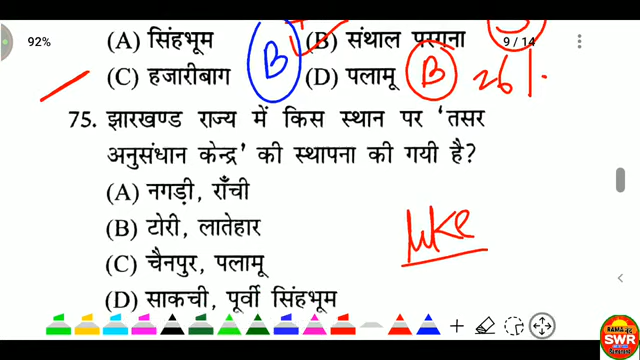 92%
9 / 14
(A) सिंहभूम (B) संथाल परगना
(C) हजारीबाग (D) पलामू B 26%
B
75. झारखण्ड राज्य में किस स्थान पर ‘तसर
अनुसंधान केन्द्र’ की स्थापना की गयी है?
(A) नगड़ी, राँची
(B) टोरी, लातेहार
(C) चैनपुर, पलामू
(D) साकची, पूर्वी सिंहभूम
SWR